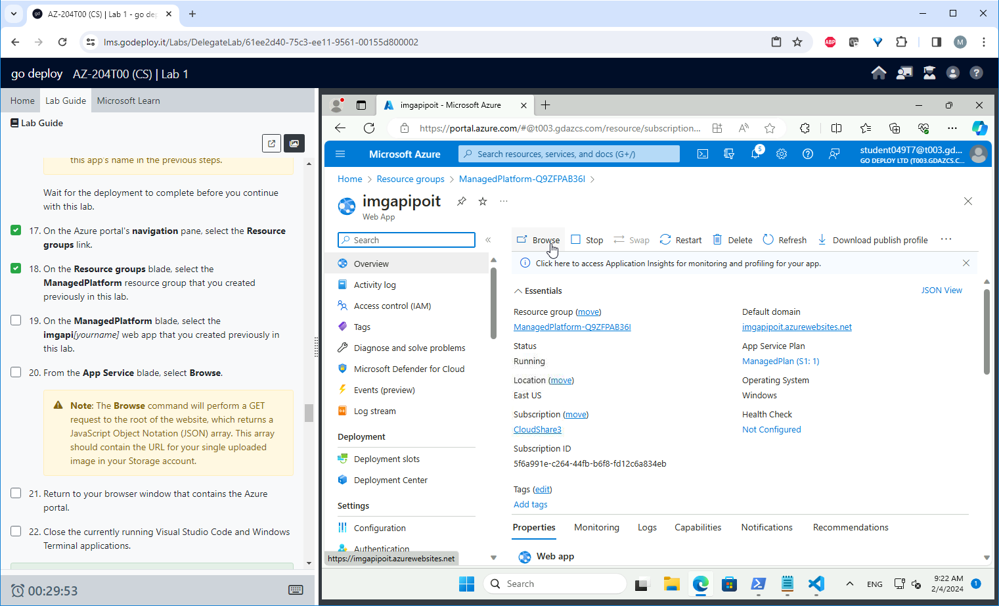 AZ-204T00 (CS) | Lab 1 - go dep
lms.godeploy.it/Labs/DelegateLab/61ee2d40-75c3-ee11-9561-00155d800002
ABP
M
go deploy AZ-204T00 (CS) | Lab 1
Home
Lab Guide
Microsoft Learn
Lab Guide
this app's name in the previous steps.
Wait for the deployment to complete before you continue
with this lab.
17. On the Azure portal's navigation pane, select the Resource
groups link.
18. On the Resource groups blade, select the
ManagedPlatform resource group that you created
previously in this lab.
19. On the ManagedPlatform blade, select the
imgapi[yourname] web app that you created previously in
this lab.
20. From the App Service blade, select Browse.
Note: The Browse command will perform a GET
request to the root of the website, which returns a
JavaScript Object Notation (JSON) array. This array
should contain the URL for your single uploaded
image in your Storage account.
21. Return to your browser window that contains the Azure
portal.
22. Close the currently running Visual Studio Code and Windows
Terminal applications.
00:29:53
imgapipoit - Microsoft Azure
https://portal.azure.com/#@t003.gdazcs.com/resource/subscription...
Microsoft Azure
Search resources, services, and docs (G+/)
5
student049T7@t003.gd...
GO DEPLOY LTD (T003.GDAZCS.C...
Home > Resource groups > ManagedPlatform-Q9ZFPAB36I >
imgapipoit
Web App
Search
Overview
Activity log
Access control (IAM)
Tags
Diagnose and solve problems
Microsoft Defender for Cloud
Events (preview)
Log stream
Deployment
Deployment slots
Deployment Center
Settings
Configuration
Authentication
https://imgapipoit.azurewebsites.net
Browse
Stop
Swap
Restart
Delete
Refresh
Download publish profile
Click here to access Application Insights for monitoring and profiling for your app.
Essentials
JSON View
Resource group (move)
ManagedPlatform-Q9ZFPAB36I
Status
Running
Location (move)
East US
Subscription (move)
CloudShare3
Subscription ID
5f6a991e-c264-44fb-b6f8-fd12c6a834eb
Default domain
imgapipoit.azurewebsites.net
App Service Plan
ManagedPlan (S1: 1)
Operating System
Windows
Health Check
Not Configured
Tags (edit)
Add tags
Properties
Monitoring
Logs
Capabilities
Notifications
Recommendations
Web app
Search
ENG
9:22 AM
2/4/2024
1